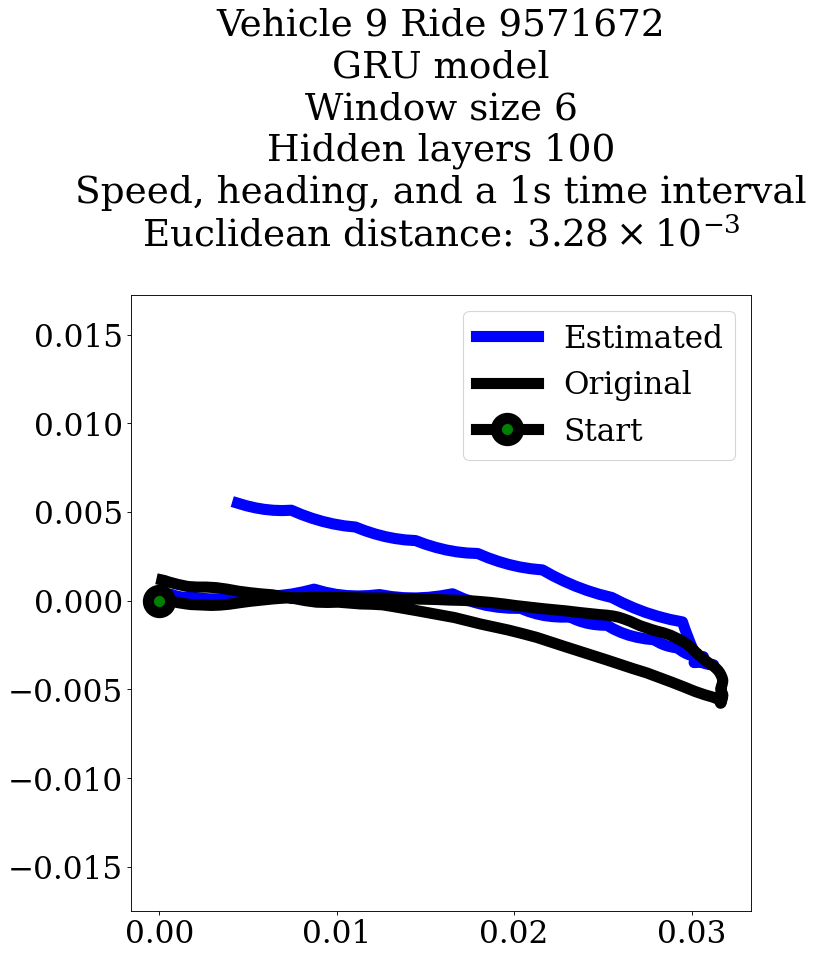 Vehicle 9 Ride 9571672
GRU model
Window size 6
Hidden layers 100
Speed, heading, and a 1s time interval
Euclidean distance: 3.28 × 10⁻³
Estimated
Original
Start
0.015
0.010
0.005
0.000
−0.005
−0.010
−0.015
0.00 0.01 0.02 0.03